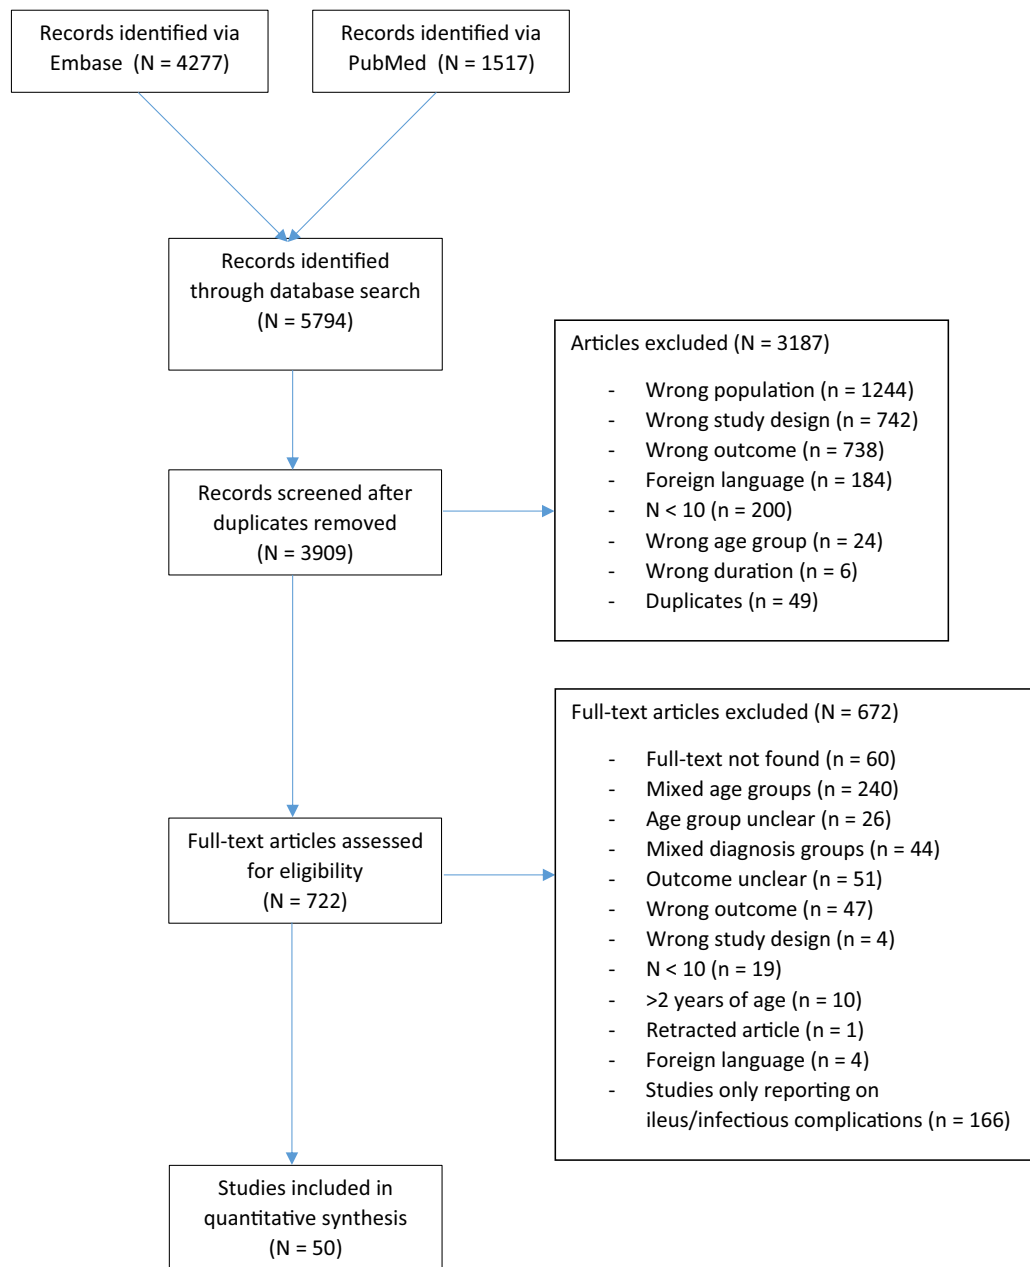 Records identified via
Embase (N = 4277)
Records identified via
PubMed (N = 1517)
Records identified
through database search
(N = 5794)
Articles excluded (N = 3187)
- Wrong population (n = 1244)
- Wrong study design (n = 742)
- Wrong outcome (n = 738)
- Foreign language (n = 184)
- N < 10 (n = 200)
- Wrong age group (n = 24)
- Wrong duration (n = 6)
- Duplicates (n = 49)
Records screened after
duplicates removed
(N = 3909)
Full-text articles excluded (N = 672)
- Full-text not found (n = 60)
- Mixed age groups (n = 240)
- Age group unclear (n = 26)
- Mixed diagnosis groups (n = 44)
- Outcome unclear (n = 51)
- Wrong outcome (n = 47)
- Wrong study design (n = 4)
- N < 10 (n = 19)
- >2 years of age (n = 10)
- Retracted article (n = 1)
- Foreign language (n = 4)
- Studies only reporting on
ileus/infectious complications (n = 166)
Full-text articles assessed
for eligibility
(N = 722)
Studies included in
quantitative synthesis
(N = 50)